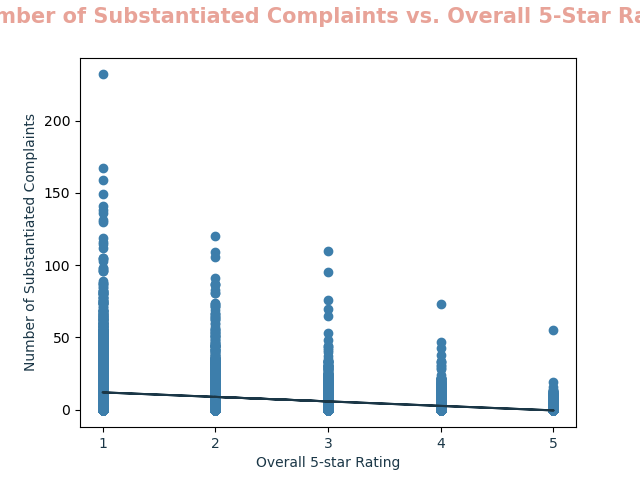 mber of Substantiated Complaints vs. Overall 5-Star Ra
Number of Substantiated Complaints
200
150
100
50
0
1 2 3 4 5
Overall 5-star Rating